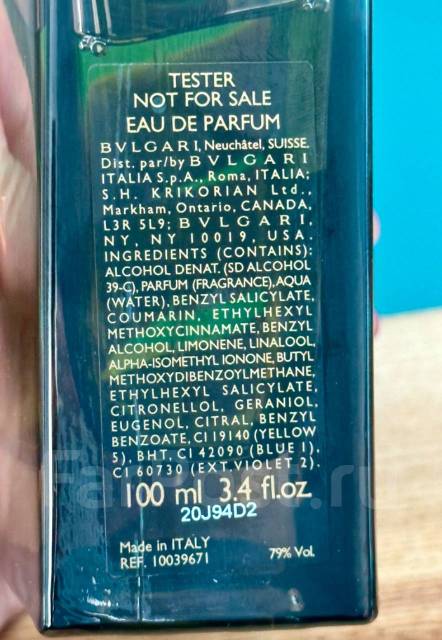 TESTER
NOT FOR SALE
EAU DE PARFUM
BVLGARI, Neuchâtel, SUISSE.
Dist. par/by BVLGARI
ITALIA S.p.A., Roma, ITALIA;
S.H. KRIKORIAN Ltd.,
Markham, Ontario, CANADA,
L3R 5L9; BVLGARI,
NY, NY 10019, USA.
INGREDIENTS (CONTAINS):
ALCOHOL DENAT. (SD ALCOHOL
39-C), PARFUM (FRAGRANCE), AQUA
(WATER), BENZYL SALICYLATE,
COUMARIN, ETHYLHEXYL
METHOXYCINNAMATE, BENZYL
ALCOHOL, LIMONENE, LINALOOL,
ALPHA-ISOMETHYL IONONE, BUTYL
METHOXYDIBENZOYLMETHANE,
ETHYLHEXYL SALICYLATE,
CITRONELLOL, GERANIOL,
EUGENOL, CITRAL, BENZYL
BENZOATE, CI 19140 (YELLOW
5), BHT, CI 42090 (BLUE 1),
CI 60730 (EXT. VIOLET 2).
FarPost.ru
100 ml 3.4 fl.oz.
20J94D2
Made in ITALY
REF. 10039671 79% Vol.